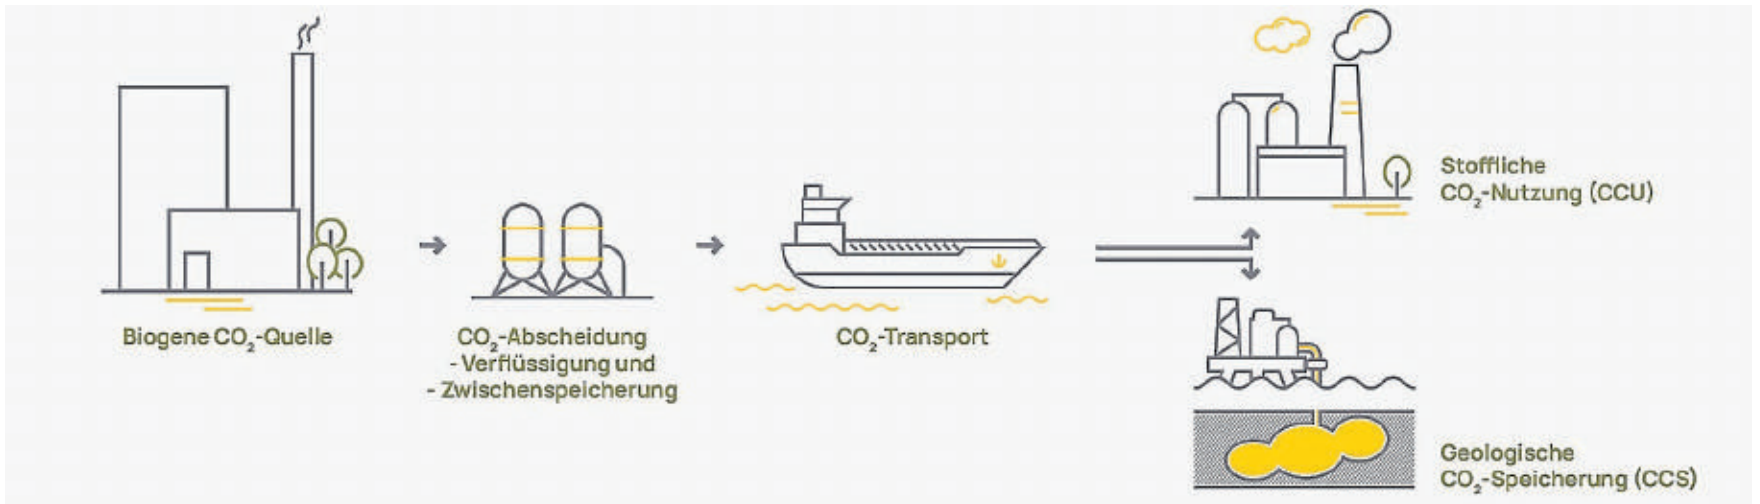 Biogene CO₂-Quelle
CO₂-Abscheidung
- Verflüssigung und
- Zwischenspeicherung
CO₂-Transport
Stoffliche
CO₂-Nutzung (CCU)
Geologische
CO₂-Speicherung (CCS)